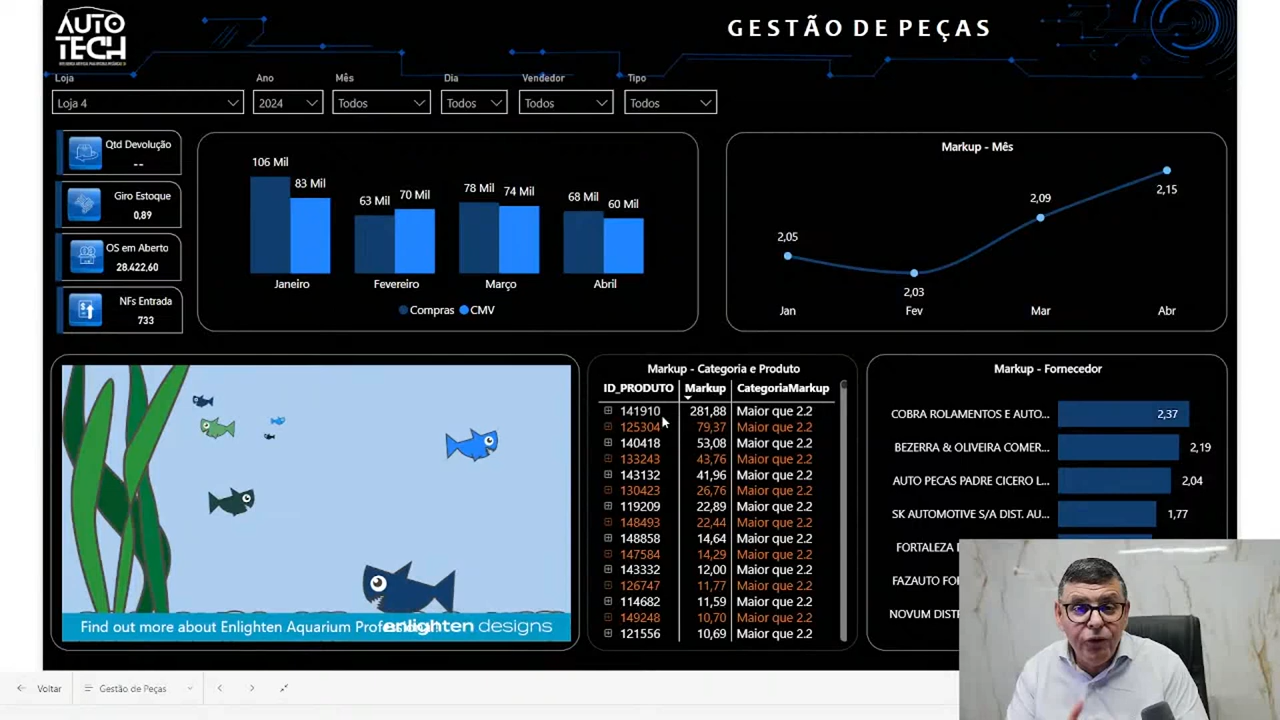 AUTO
TECH
GESTÃO DE PEÇAS
Loja
Ano
Mês
Dia
Vendedor
Tipo
Loja 4
2024
Todos
Todos
Todos
Todos
Qtd Devolução
--
Giro Estoque
0.89
OS em Aberto
28.422,60
NFs Entrada
733
106 Mil
83 Mil
63 Mil
70 Mil
78 Mil
74 Mil
68 Mil
60 Mil
Janeiro
Fevereiro
Março
Abril
Compras
CMV
Markup - Mês
2,05
2,03
2,09
2,15
Jan
Fev
Mar
Abr
Find out more about Enlighten Aquarium
enlighten designs
Markup - Categoria e Produto
ID_PRODUTO Markup CategoriaMarkup
141910 281,88 Maior que 2.2
125304 79,37 Maior que 2.2
140418 53,08 Maior que 2.2
133243 43,76 Maior que 2.2
143132 41,96 Maior que 2.2
130423 26,76 Maior que 2.2
119209 22,89 Maior que 2.2
148493 22,44 Maior que 2.2
148858 14,64 Maior que 2.2
147584 14,29 Maior que 2.2
143332 12,00 Maior que 2.2
126747 11,77 Maior que 2.2
114682 11,59 Maior que 2.2
149248 10,70 Maior que 2.2
121556 10,69 Maior que 2.2
Markup - Fornecedor
COBRA ROLAMENTOS E AUTO... 2,37
BEZERRA & OLIVEIRA COMER... 2,19
AUTO PECAS PADRE CICERO L... 2,04
SK AUTOMOTIVE S/A DIST. AU... 1,77
FORTALEZA
FAZAUTO FO
NOVUM DIST
Voltar
Gestão de Peças